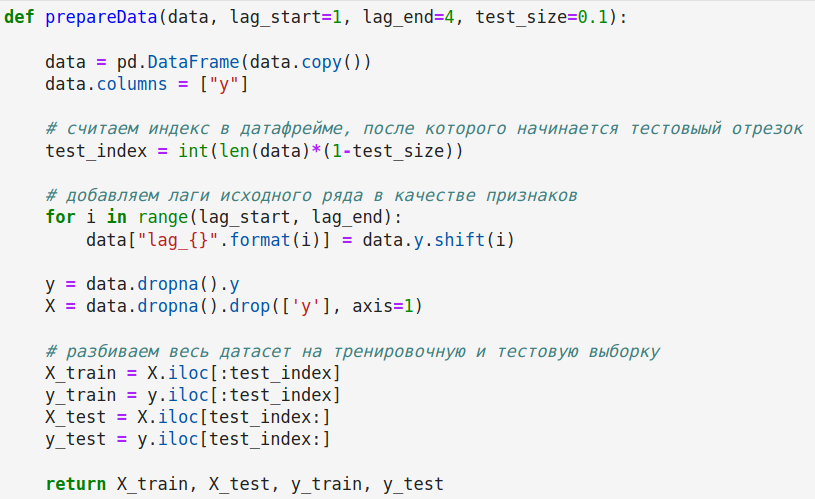 def prepareData(data, lag_start=1, lag_end=4, test_size=0.1):
    data = pd.DataFrame(data.copy())
    data.columns = ["y"]
    # считаем индекс в датафрейме, после которого начинается тестовыый отрезок
    test_index = int(len(data)*(1-test_size))
    # добавляем лаги исходного ряда в качестве признаков
    for i in range(lag_start, lag_end):
        data["lag_{}".format(i)] = data.y.shift(i)
    y = data.dropna().y
    X = data.dropna().drop(['y'], axis=1)
    # разбиваем весь датасет на тренировочную и тестовую выборку
    X_train = X.iloc[:test_index]
    y_train = y.iloc[:test_index]
    X_test = X.iloc[test_index:]
    y_test = y.iloc[test_index:]
    return X_train, X_test, y_train, y_test